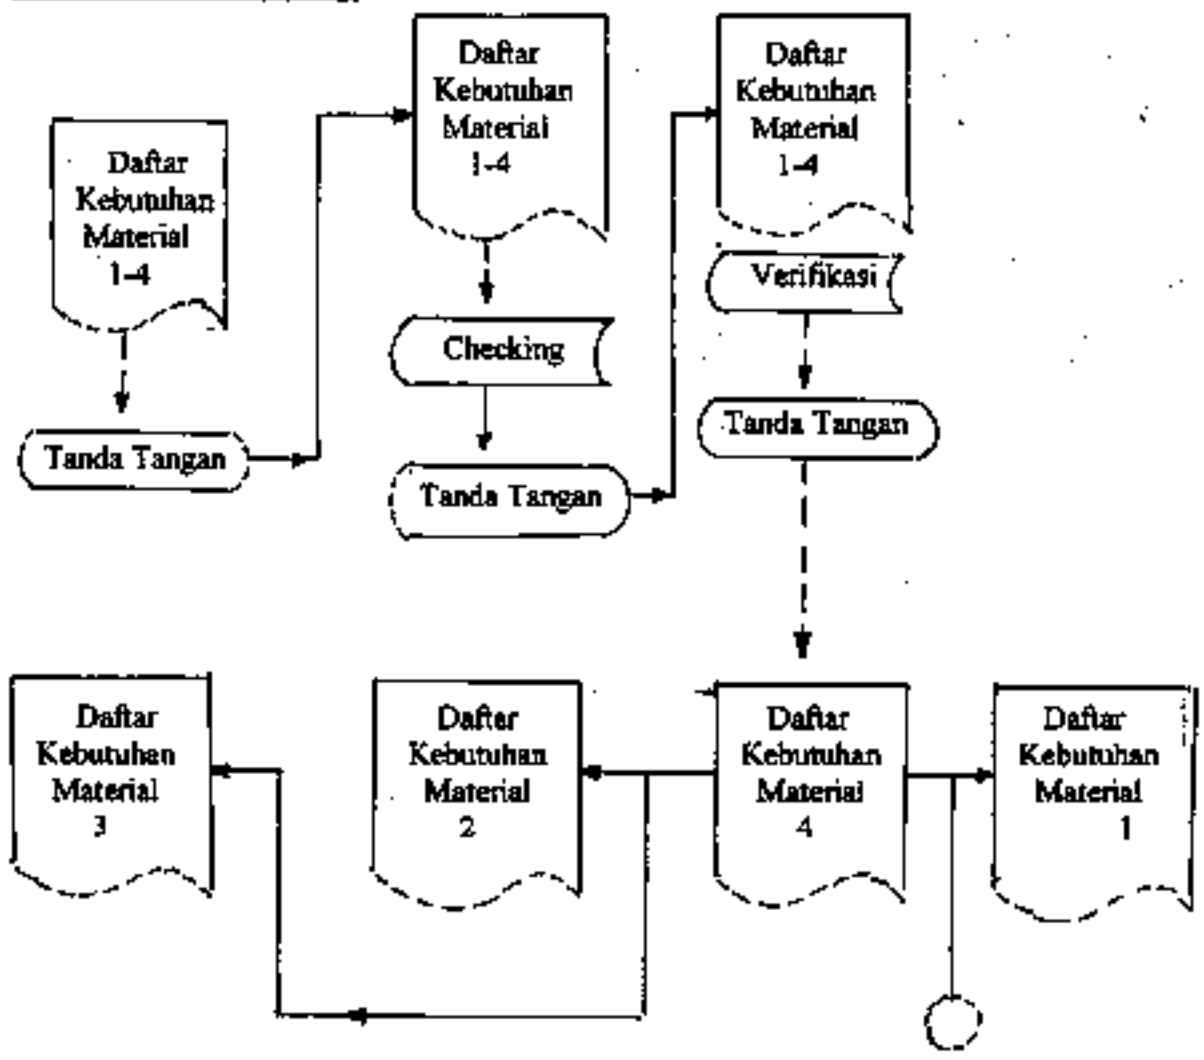 Daftar
Kebutuhan
Material
1-4
Tanda Tangan
Daftar
Kebutuhan
Material
1-4
Checking
Tanda Tangan
Daftar
Kebutuhan
Material
1-4
Verifikasi
Tanda Tangan
Daftar
Kebutuhan
Material
3
Daftar
Kebutuhan
Material
2
Daftar
Kebutuhan
Material
4
Daftar
Kebutuhan
Material
1